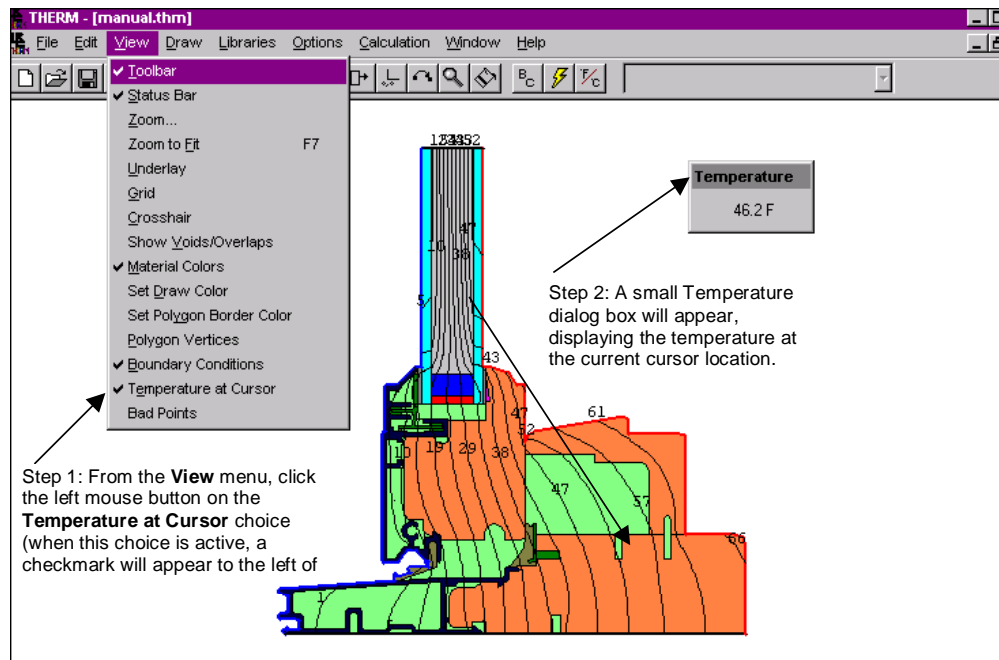 THERM - [manual.thm]
File Edit View Draw Libraries Options Calculation Window Help
BC °F/C
Toolbar
Status Bar
Zoom...
Zoom to Fit F7
Underlay
Grid
Crosshair
Show Voids/Overlaps
Material Colors
Set Draw Color
Set Polygon Border Color
Polygon Vertices
Boundary Conditions
Temperature at Cursor
Bad Points
Temperature
46.2 F
Step 2: A small Temperature
dialog box will appear,
displaying the temperature at
the current cursor location.
Step 1: From the View menu, click
the left mouse button on the
Temperature at Cursor choice
(when this choice is active, a
checkmark will appear to the left of
47
10 38
5
43
61
47
52
10 19 29 38
47 57
66
1